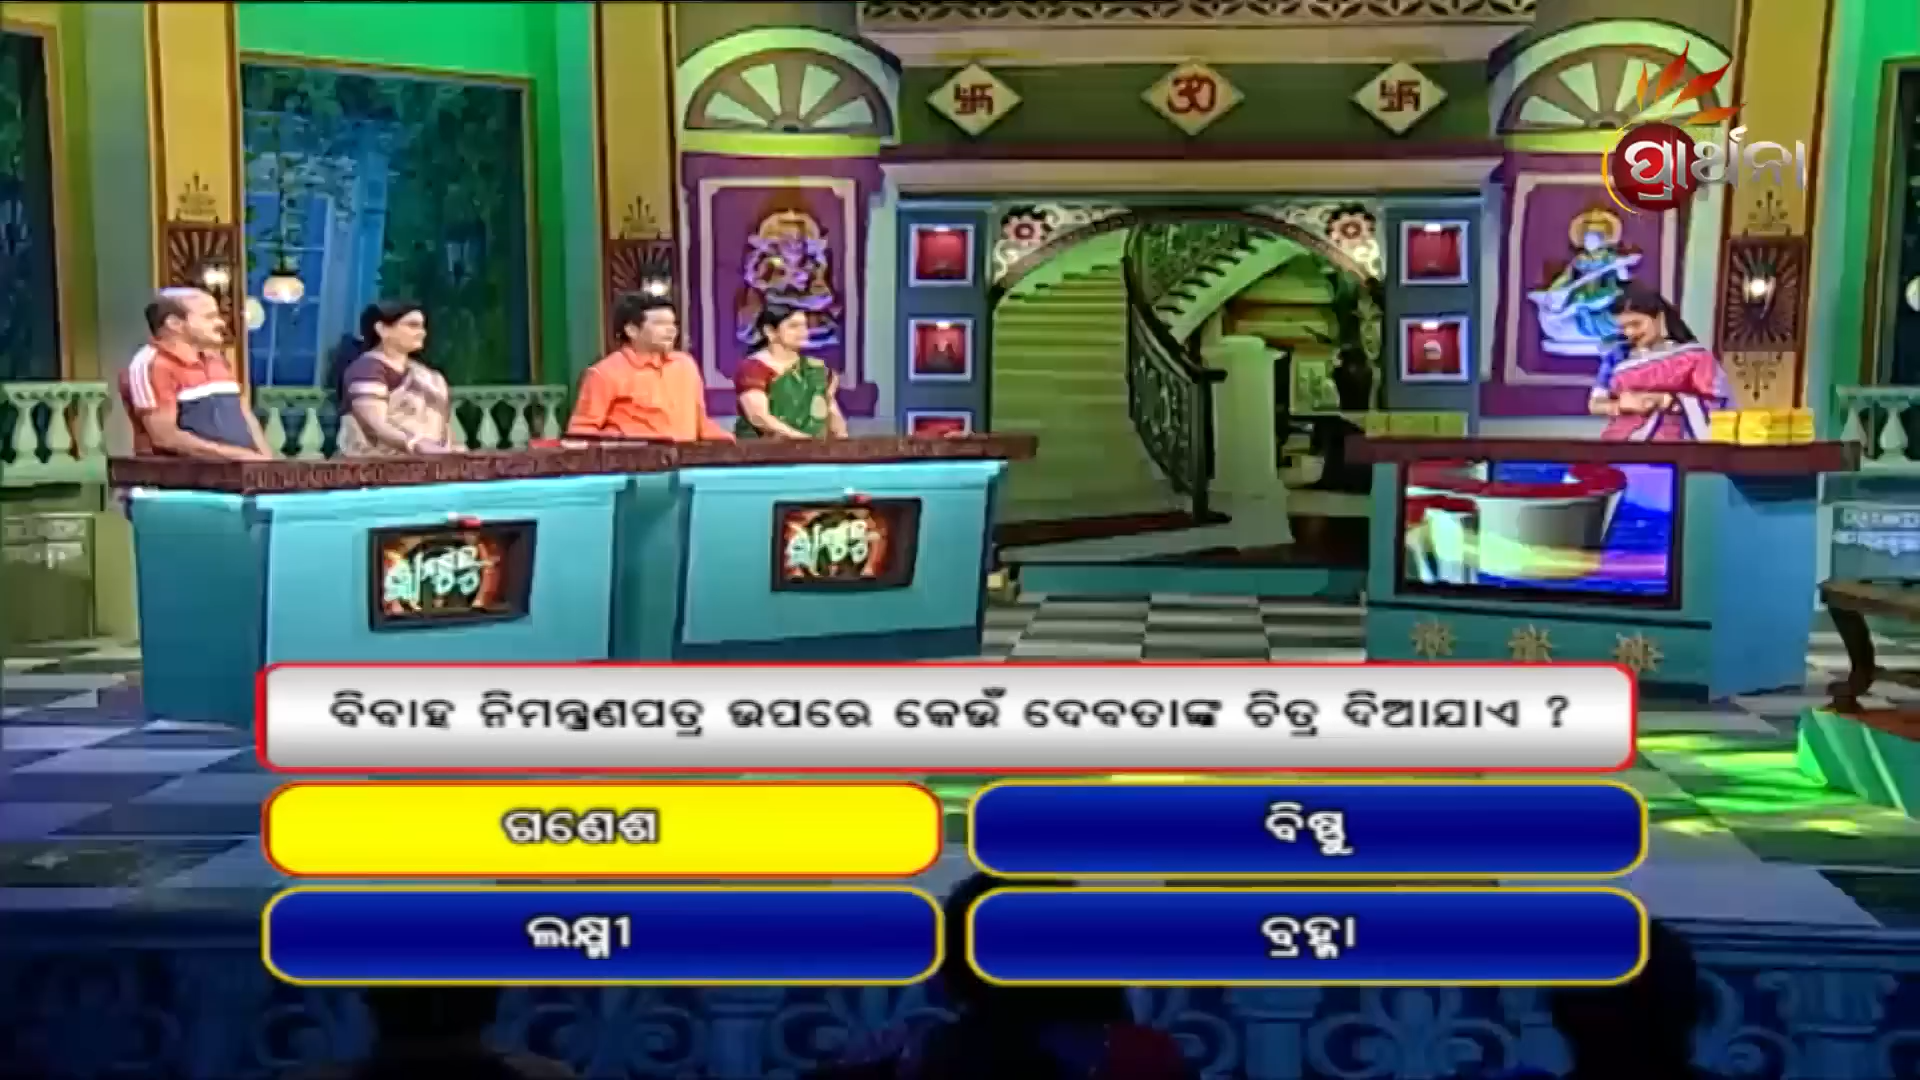 ପ୍ରାର୍ଥନା
ବିବାହ ନିମନ୍ତ୍ରଣପତ୍ର ଉପରେ କେଉଁ ଦେବତାଙ୍କ ଚିତ୍ର ଦିଆଯାଏ ?
ଗଣେଶ
ବିଷ୍ଣୁ
ଲକ୍ଷ୍ମୀ
ବ୍ରହ୍ମା